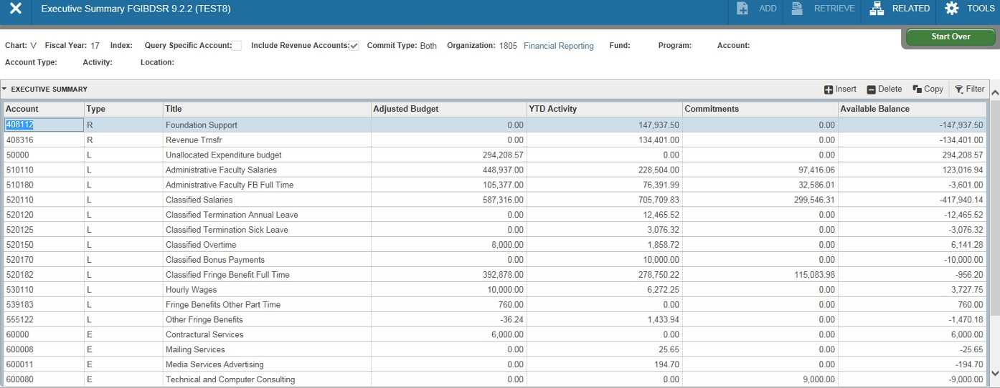 Executive Summary FGIBDSR 9.2.2 (TEST8) ADD RETRIEVE RELATED TOOLS
Start Over
Chart: V Fiscal Year: 17 Index: Query Specific Account: Include Revenue Accounts: Commit Type: Both Organization: 1805 Financial Reporting Fund: Program: Account:
Account Type: Activity: Location:
EXECUTIVE SUMMARY Insert Delete Copy Filter
Account Type Title Adjusted Budget YTD Activity Commitments Available Balance
408112 R Foundation Support 0.00 147,937.50 0.00 -147,937.50
408316 R Revenue Trnsfr 0.00 134,401.00 0.00 -134,401.00
50000 L Unallocated Expenditure budget 294,208.57 0.00 0.00 294,208.57
510110 L Administrative Faculty Salaries 448,937.00 228,504.00 97,416.06 123,016.94
510180 L Administrative Faculty FB Full Time 105,377.00 76,391.99 32,586.01 -3,601.00
520110 L Classified Salaries 587,316.00 705,709.83 299,546.31 -417,940.14
520120 L Classified Termination Annual Leave 0.00 12,465.52 0.00 -12,465.52
520125 L Classified Termination Sick Leave 0.00 3,076.32 0.00 -3,076.32
520150 L Classified Overtime 8,000.00 1,858.72 0.00 6,141.28
520170 L Classified Bonus Payments 0.00 10,000.00 0.00 -10,000.00
520182 L Classified Fringe Benefit Full Time 392,878.00 278,750.22 115,083.98 -956.20
530110 L Hourly Wages 10,000.00 6,272.25 0.00 3,727.75
539183 L Fringe Benefits Other Part Time 760.00 0.00 0.00 760.00
555122 L Other Fringe Benefits -36.24 1,433.94 0.00 -1,470.18
60000 E Contractural Services 6,000.00 0.00 0.00 6,000.00
600008 E Mailing Services 0.00 25.65 0.00 -25.65
600011 E Media Services Advertising 0.00 194.70 0.00 -194.70
600080 E Technical and Computer Consulting 0.00 0.00 9,000.00 -9,000.00